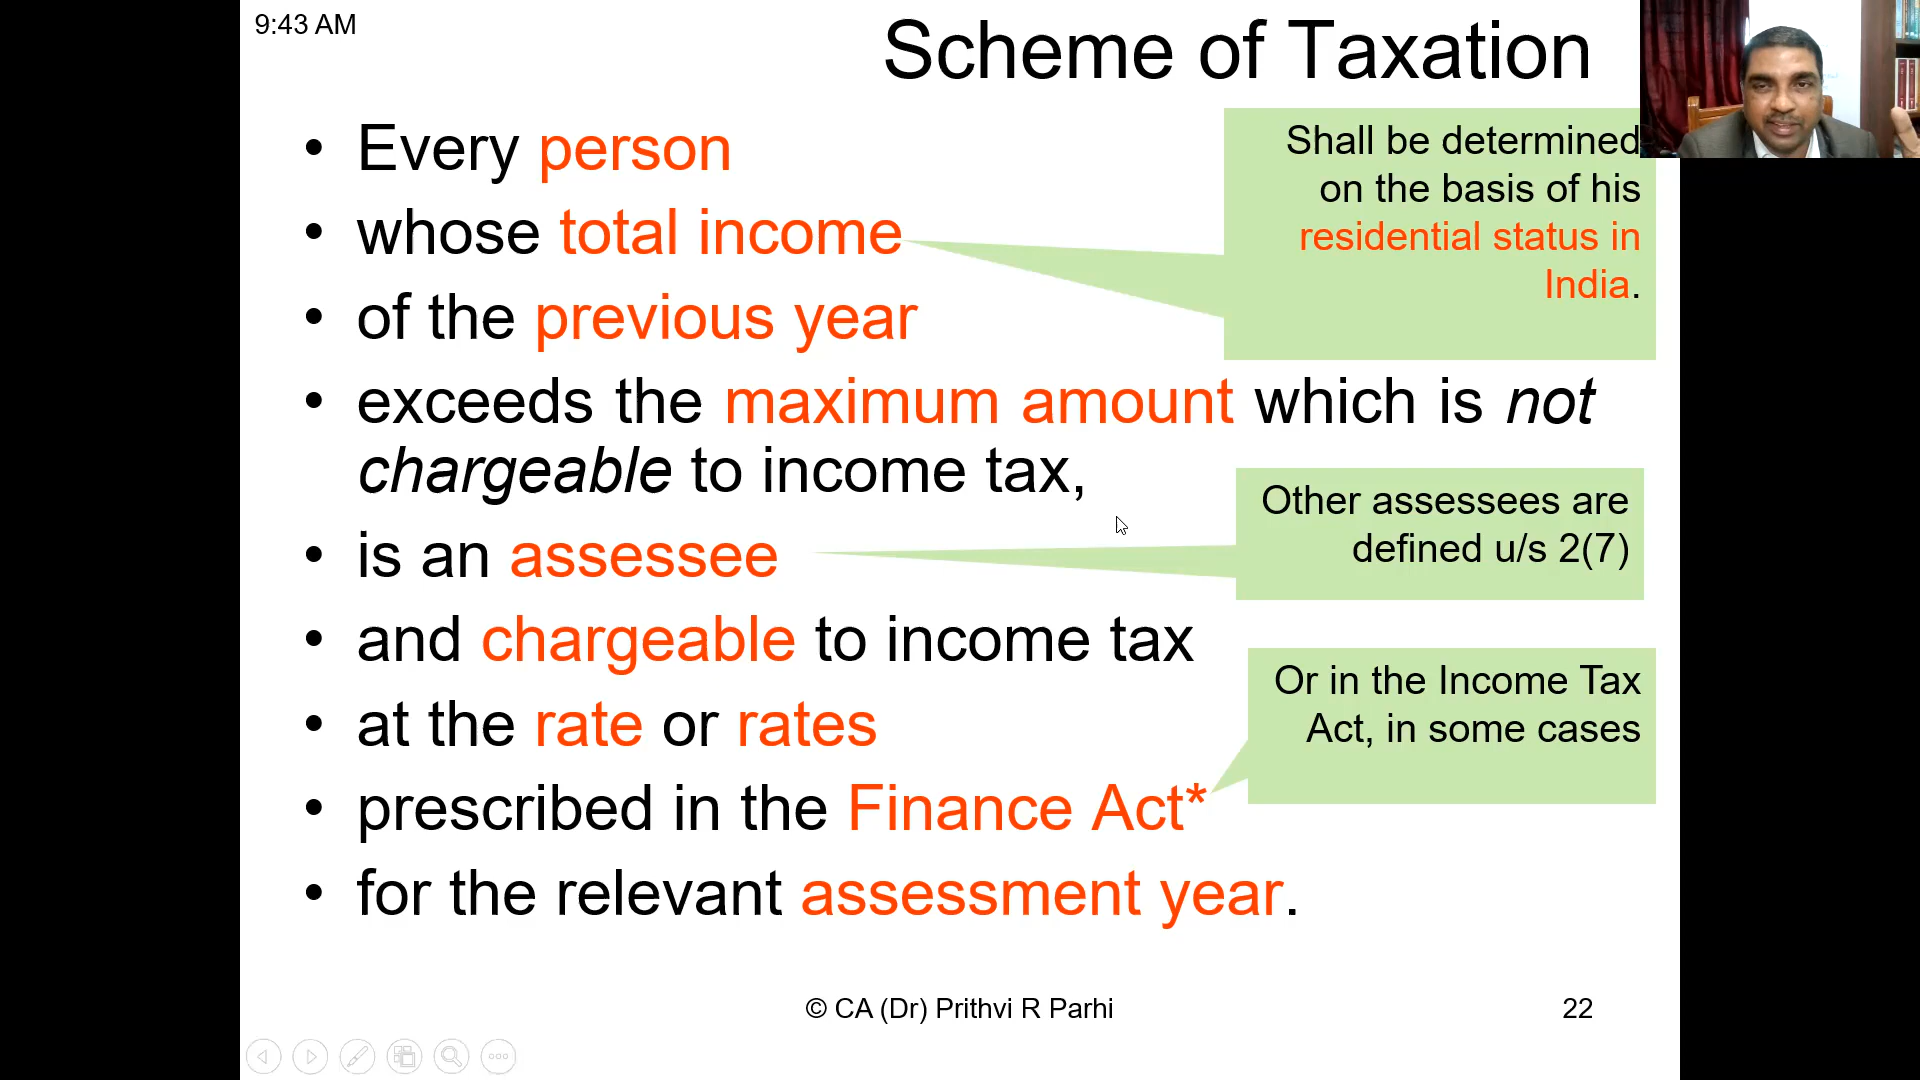 9:43 AM
Scheme of Taxation
• Every person
• whose total income
• of the previous year
• exceeds the maximum amount which is not
chargeable to income tax,
• is an assessee
• and chargeable to income tax
• at the rate or rates
• prescribed in the Finance Act*
• for the relevant assessment year.
Shall be determined
on the basis of his
residential status in
India.
Other assessees are
defined u/s 2(7)
Or in the Income Tax
Act, in some cases
© CA (Dr) Prithvi R Parhi
22